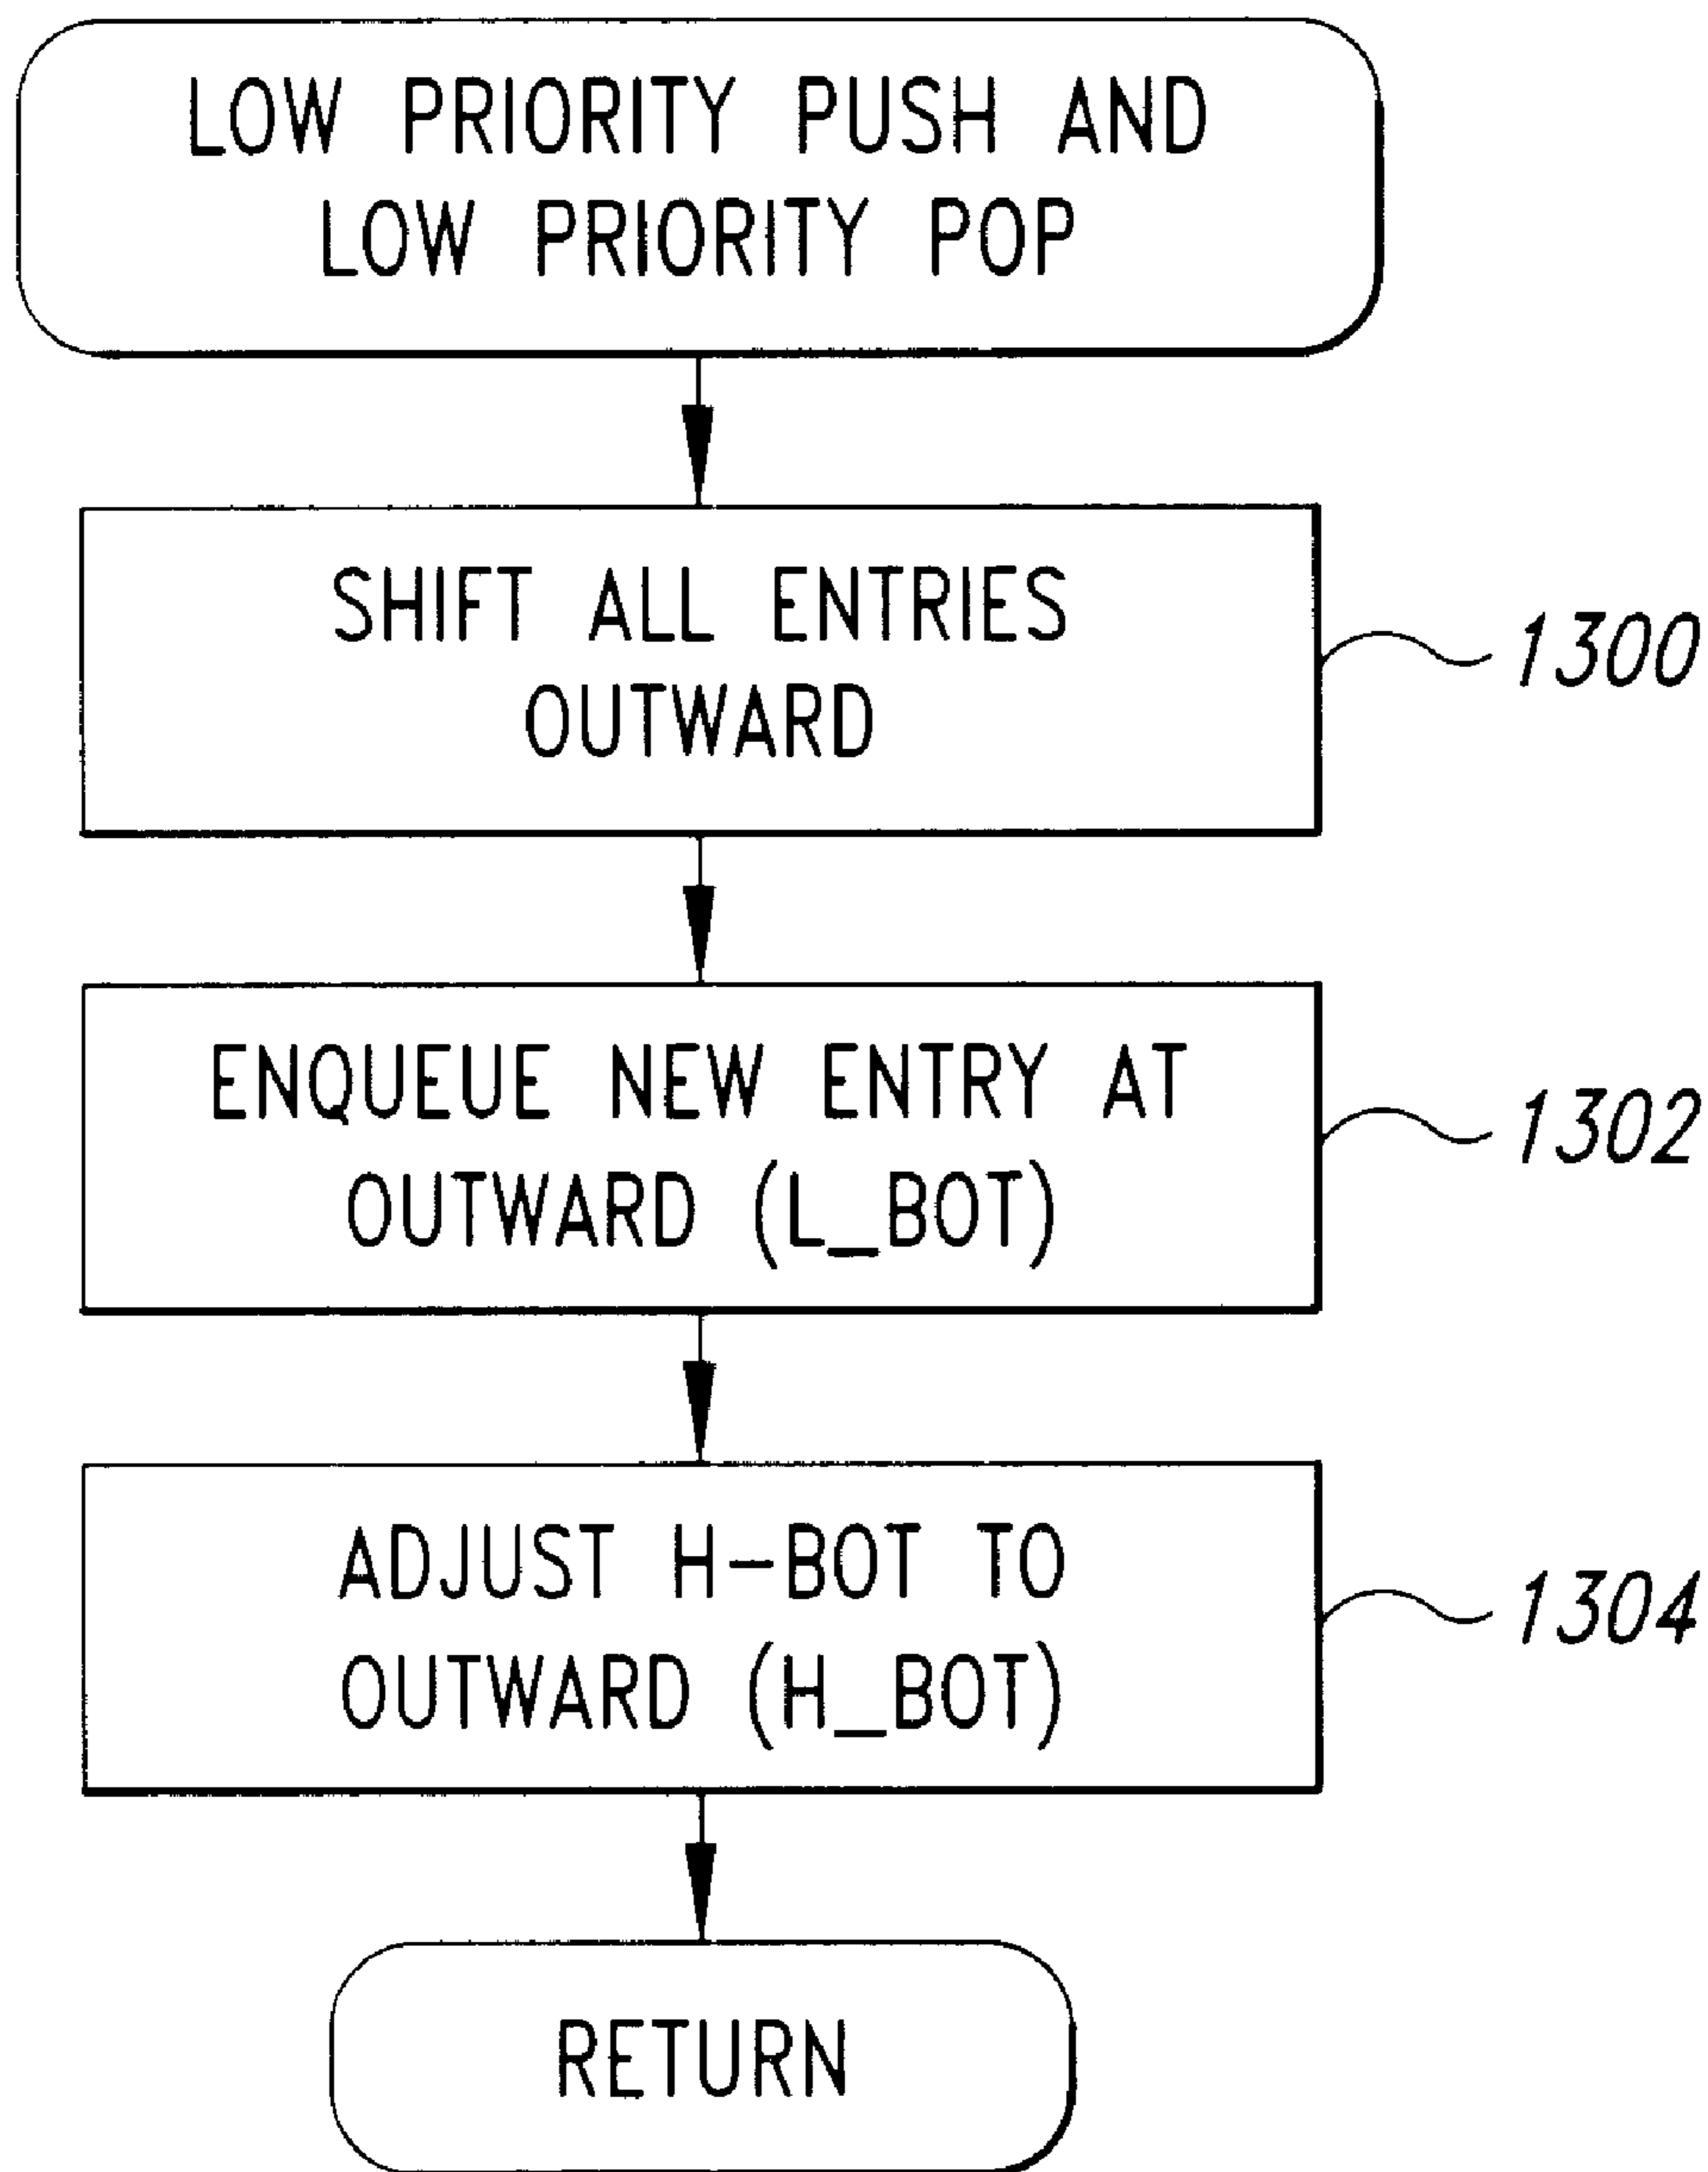 LOW PRIORITY PUSH AND
LOW PRIORITY POP
SHIFT ALL ENTRIES
OUTWARD
1300
ENQUEUE NEW ENTRY AT
OUTWARD (L_BOT)
1302
ADJUST H-BOT TO
OUTWARD (H_BOT)
1304
RETURN